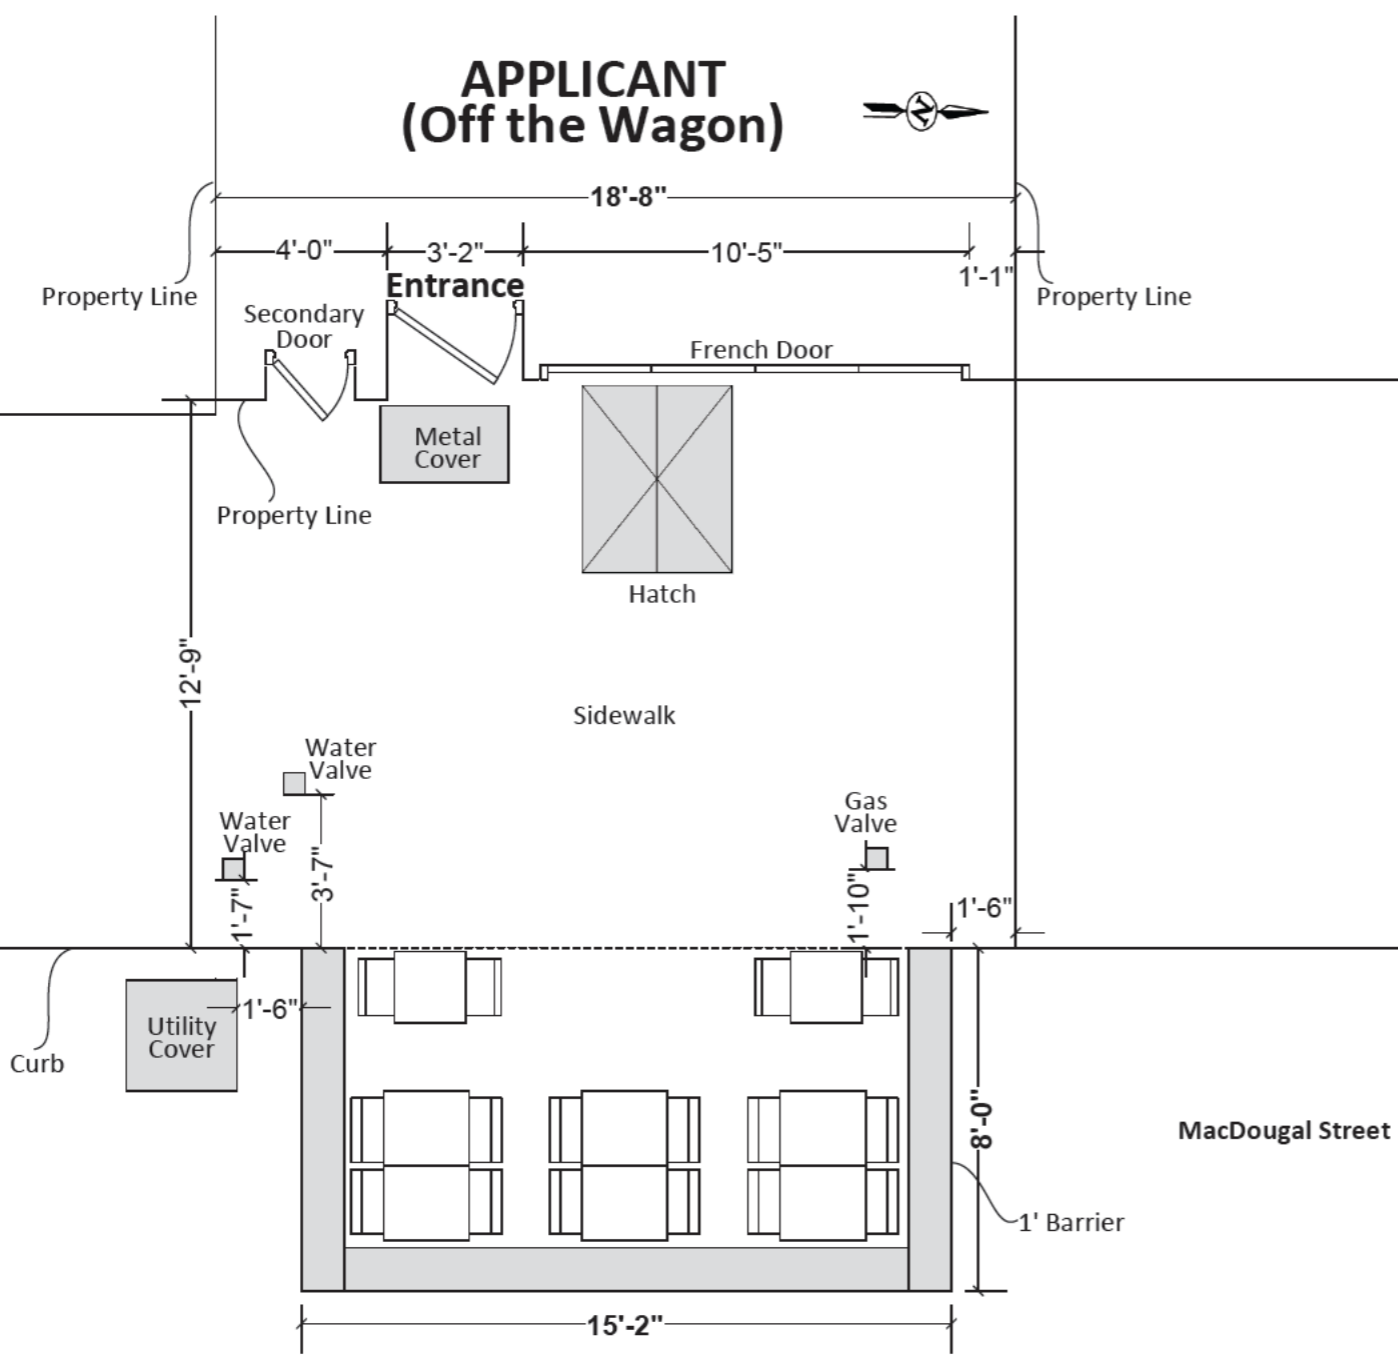 APPLICANT
(Off the Wagon)
N
18'-8"
4'-0"
3'-2"
10'-5"
1'-1"
Entrance
Property Line
Property Line
Secondary
Door
French Door
Metal
Cover
Property Line
Hatch
12'-9"
Sidewalk
Water
Valve
Water
Valve
Gas
Valve
3'-7"
1'-7"
1'-10"
1'-6"
1'-6"
Utility
Cover
Curb
8'-0"
MacDougal Street
1' Barrier
15'-2"